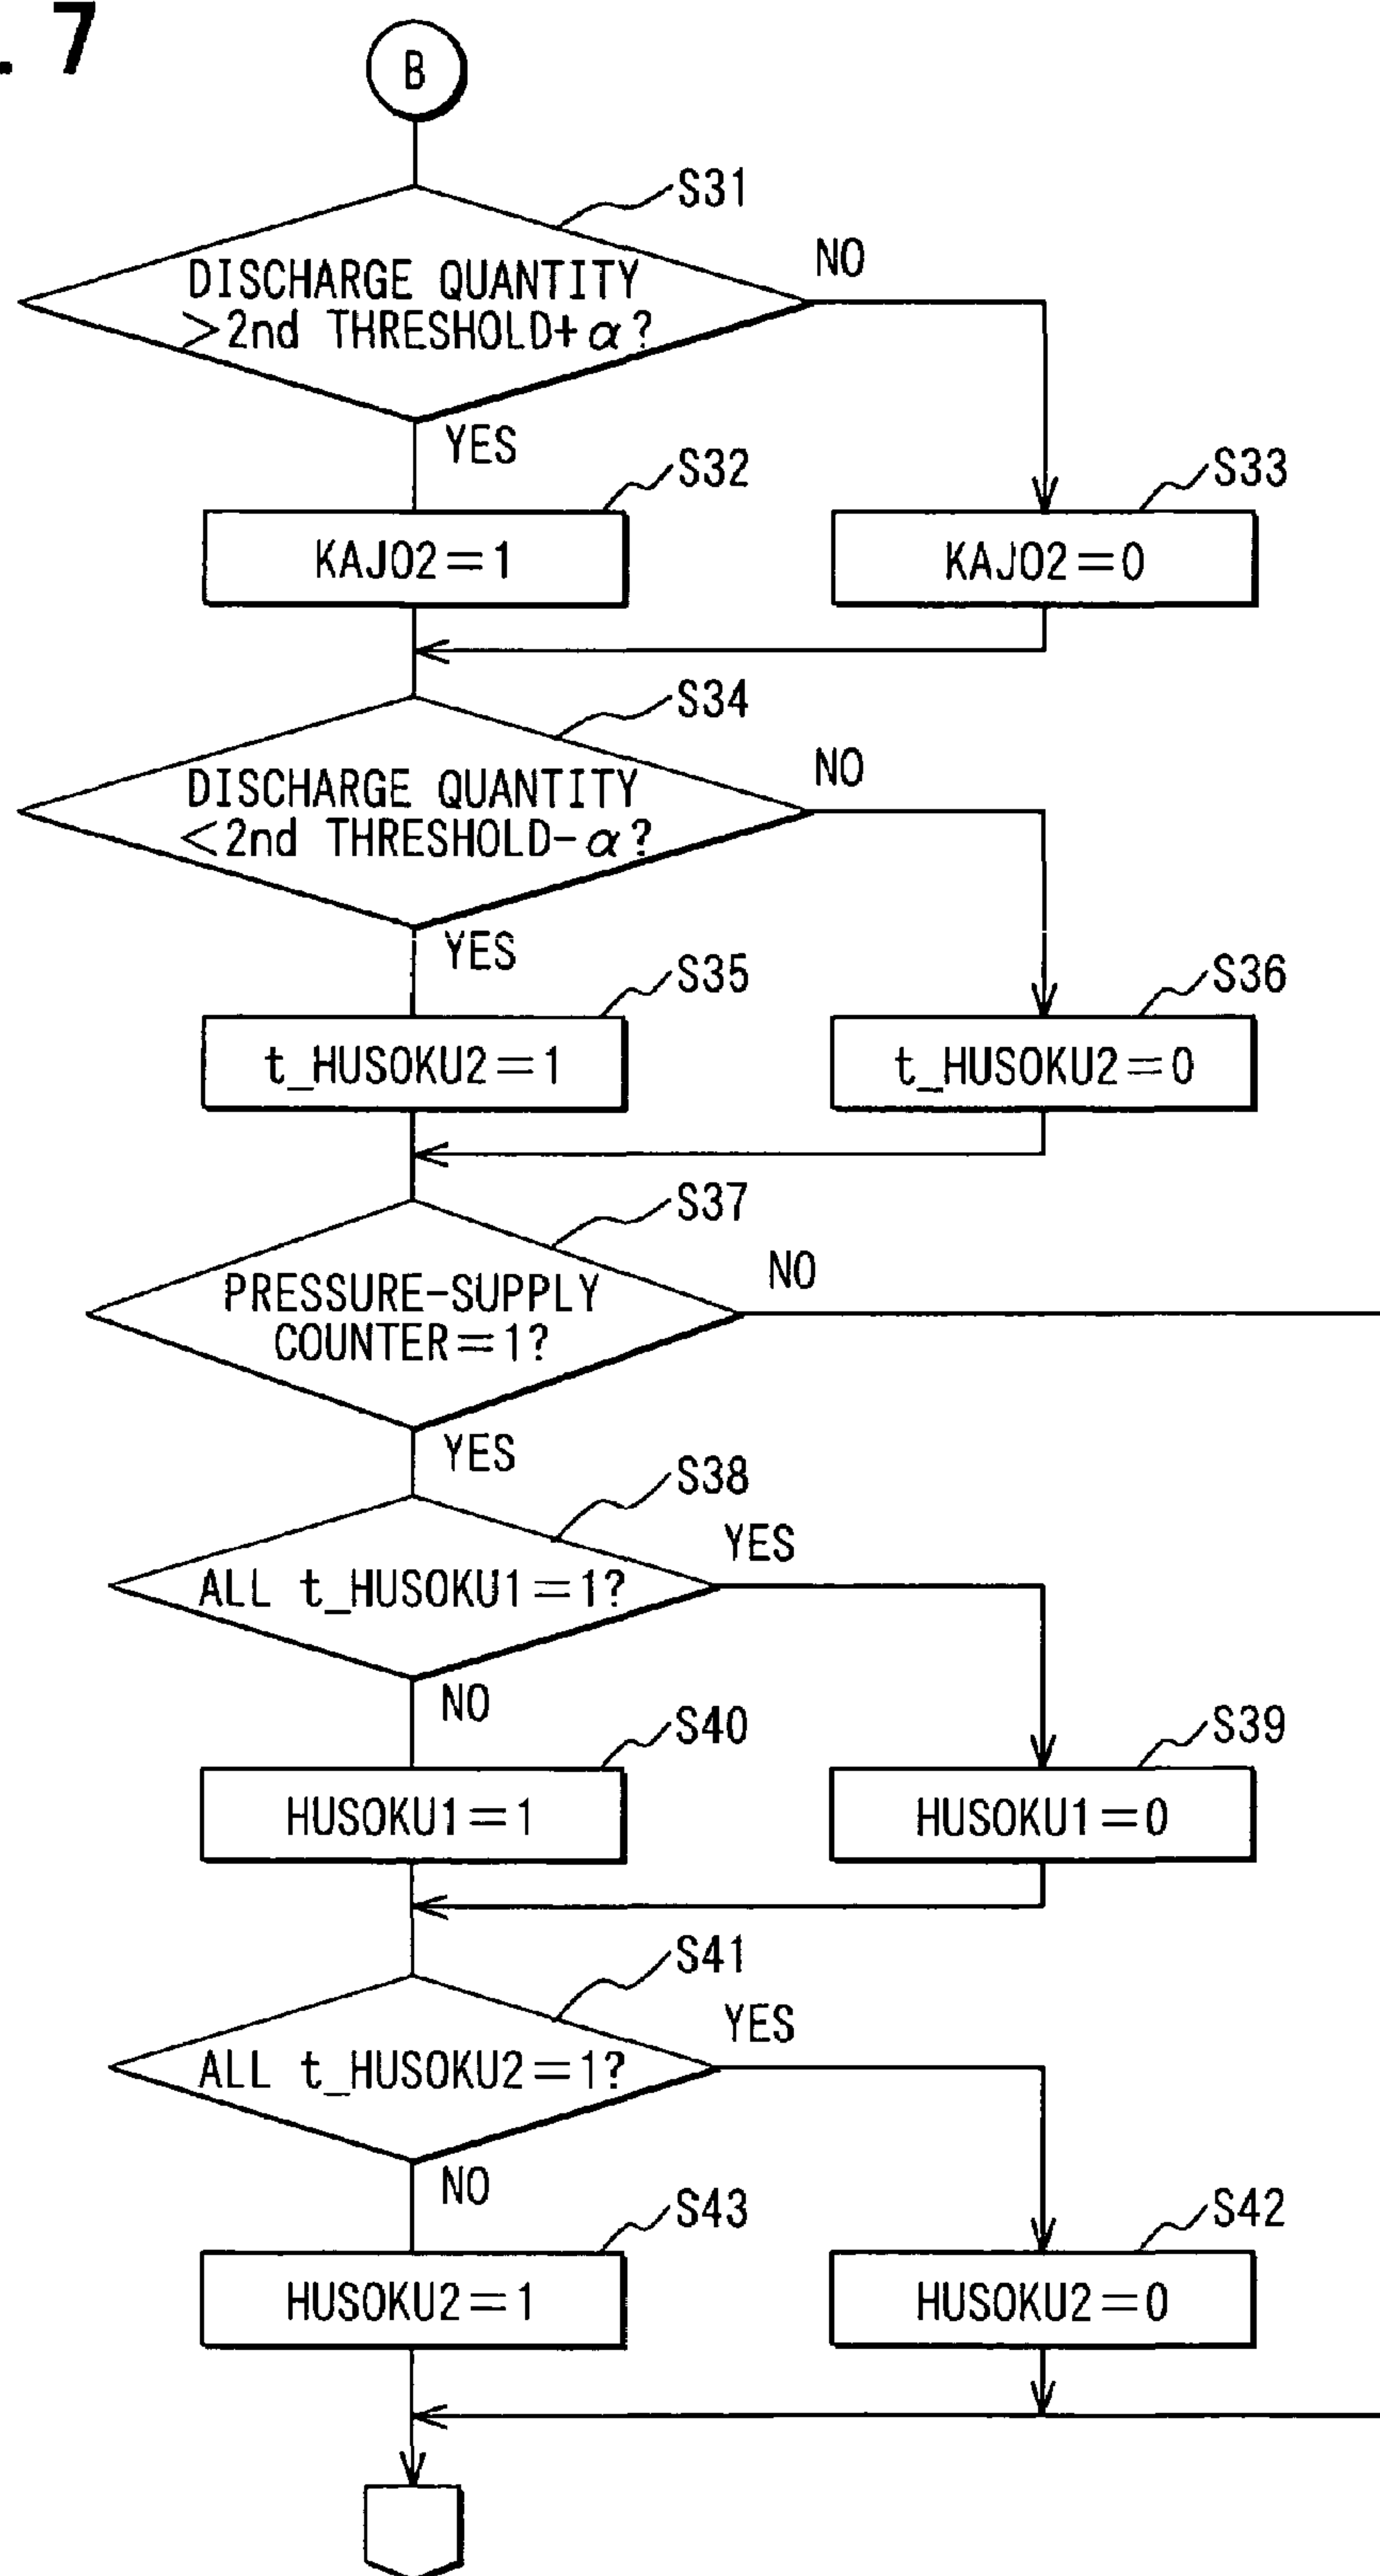 . 7
B
S31
DISCHARGE QUANTITY
>2nd THRESHOLD+α?
NO
YES
S32
KAJO2=1
S33
KAJO2=0
S34
DISCHARGE QUANTITY
<2nd THRESHOLD-α?
NO
YES
S35
t_HUSOKU2=1
S36
t_HUSOKU2=0
S37
PRESSURE-SUPPLY
COUNTER=1?
NO
YES
S38
ALL t_HUSOKU1=1?
YES
NO
S40
HUSOKU1=1
S39
HUSOKU1=0
S41
ALL t_HUSOKU2=1?
YES
NO
S43
HUSOKU2=1
S42
HUSOKU2=0